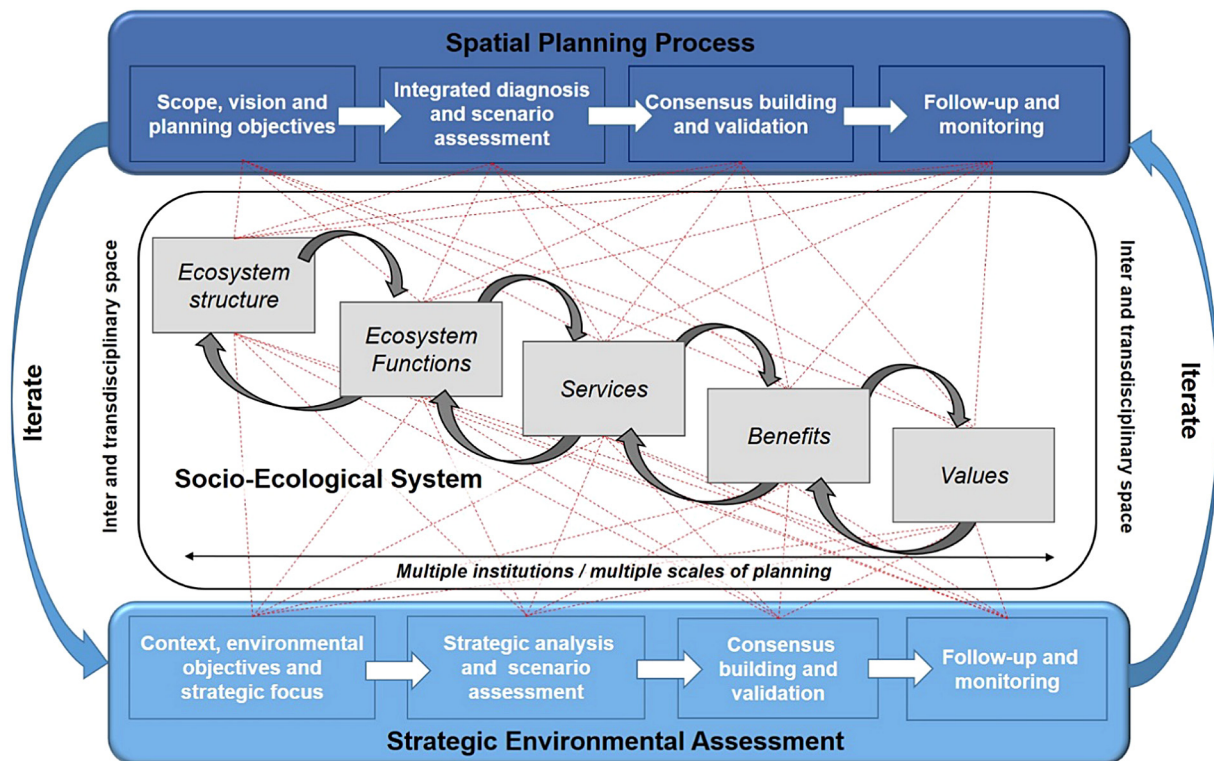 Spatial Planning Process
Scope, vision and
planning objectives
Integrated diagnosis
and scenario
assessment
Consensus building
and validation
Follow-up and
monitoring
Iterate
Inter and transdisciplinary space
Ecosystem
structure
Ecosystem
Functions
Services
Benefits
Values
Socio-Ecological System
Multiple institutions / multiple scales of planning
Inter and transdisciplinary space
Iterate
Context, environmental
objectives and
strategic focus
Strategic analysis
and scenario
assessment
Consensus
building and
validation
Follow-up and
monitoring
Strategic Environmental Assessment